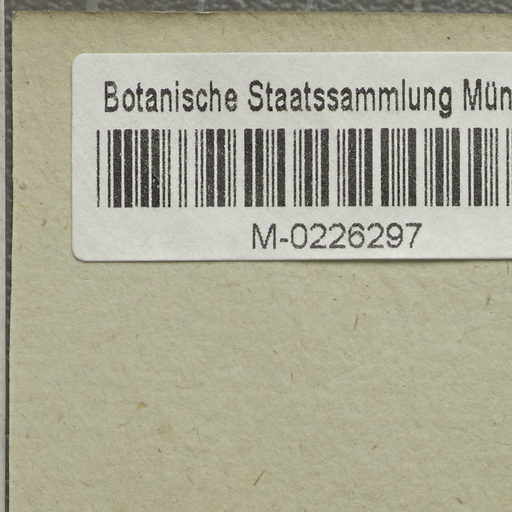 Botanische Staatssammlung Mün
M-0226297